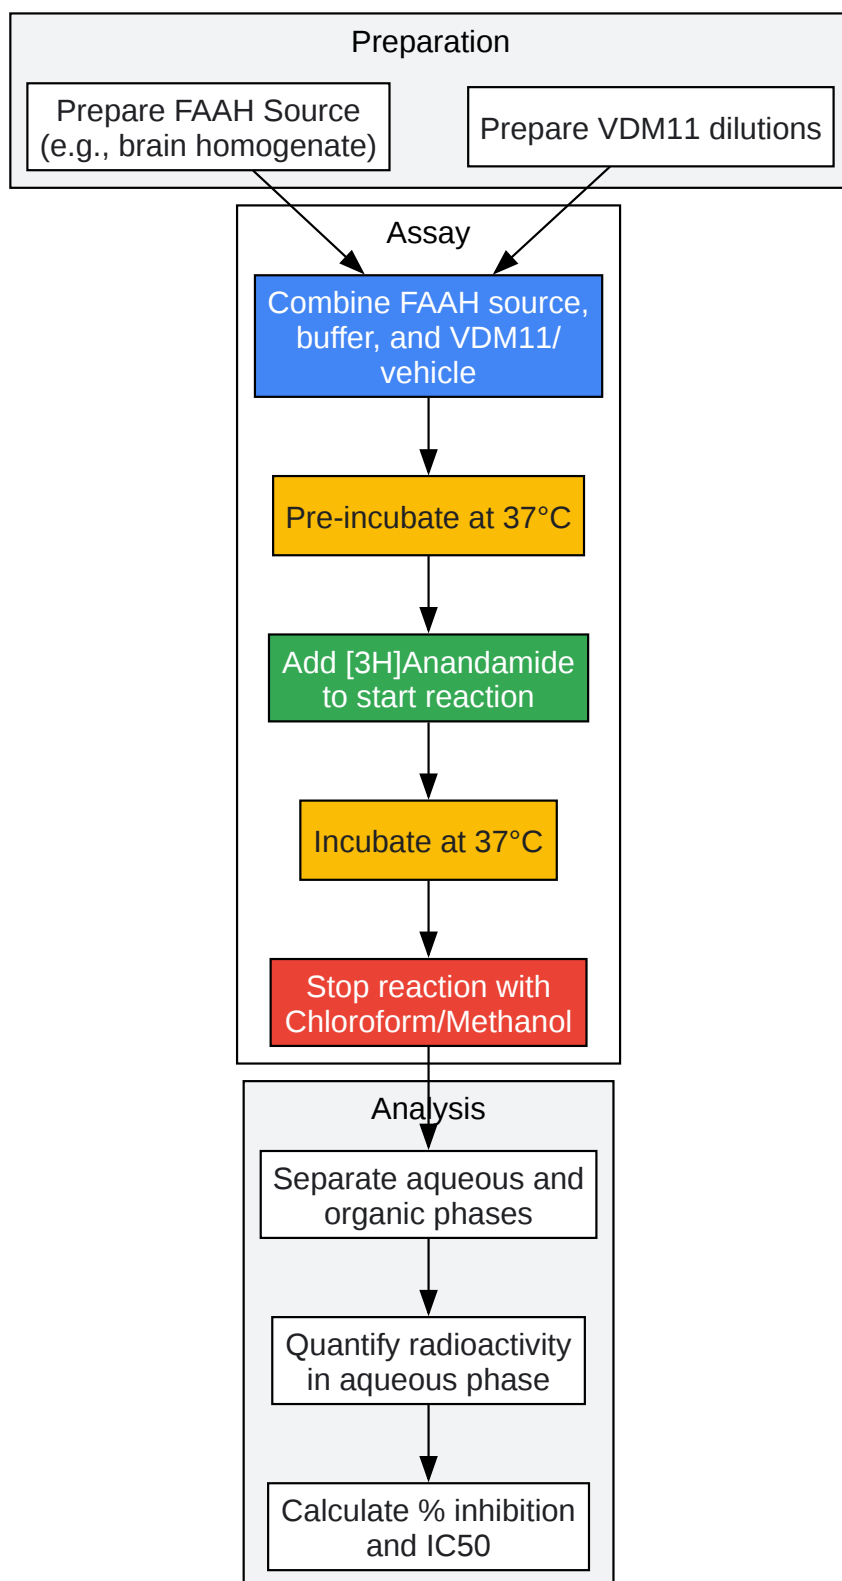 Preparation
Prepare FAAH Source
(e.g., brain homogenate)
Prepare VDM11 dilutions
Assay
Combine FAAH source,
buffer, and VDM11/
vehicle
Pre-incubate at 37°C
Add [3H]Anandamide
to start reaction
Incubate at 37°C
Stop reaction with
Chloroform/Methanol
Analysis
Separate aqueous and
organic phases
Quantify radioactivity
in aqueous phase
Calculate % inhibition
and IC50